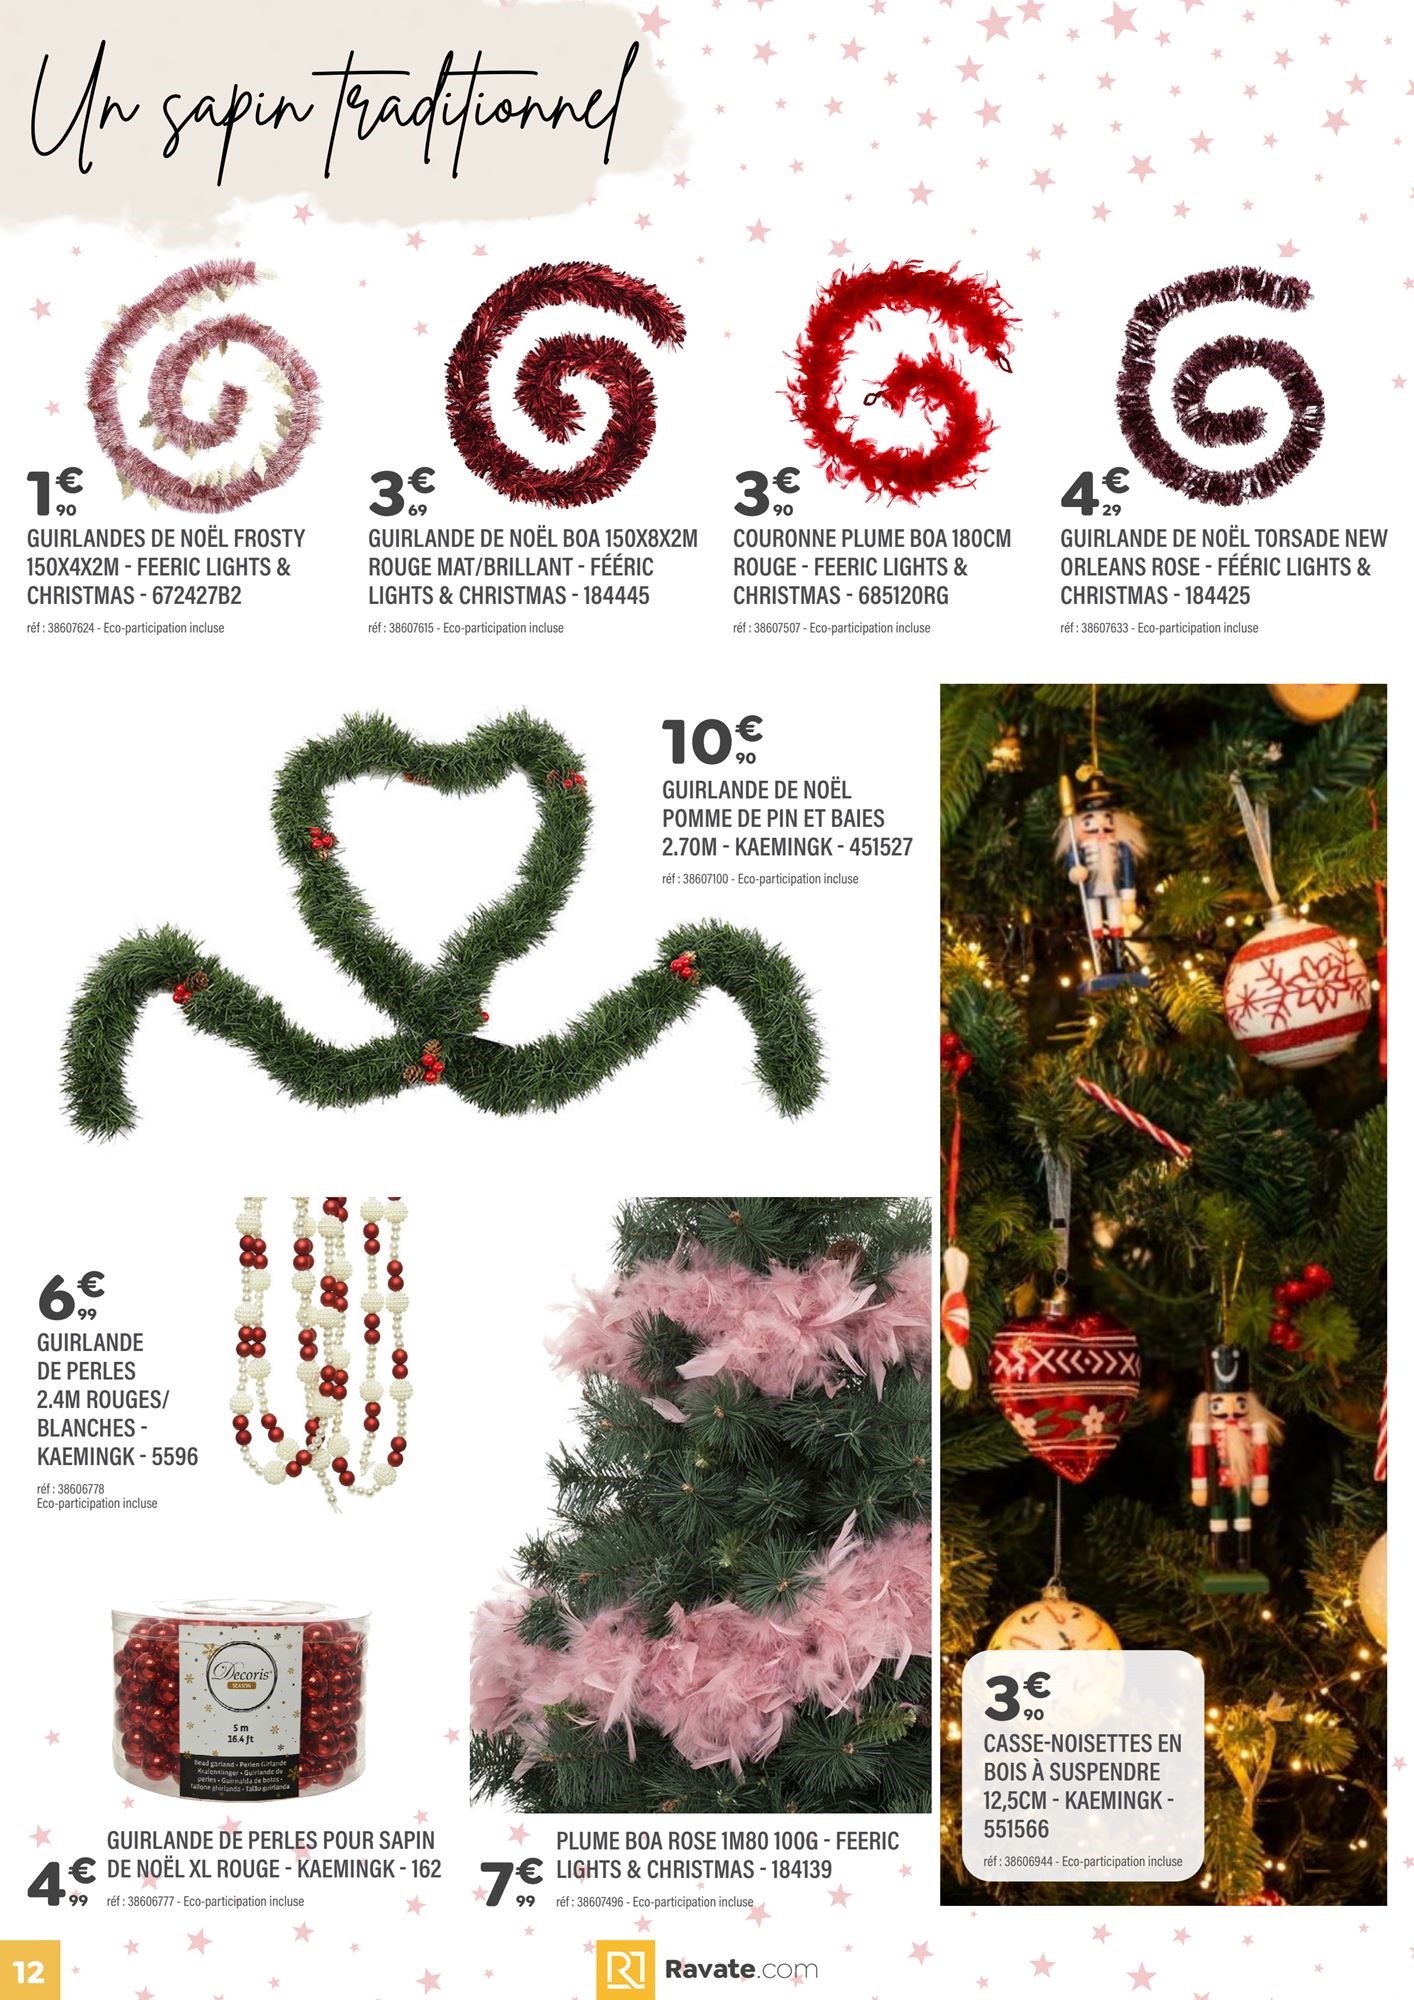 Un sapin traditionnel
1€90
GUIRLANDES DE NOËL FROSTY
150X4X2M - FEERIC LIGHTS &
CHRISTMAS - 672427B2
réf : 38607624 - Eco-participation incluse
3€69
GUIRLANDE DE NOËL BOA 150X8X2M
ROUGE MAT/BRILLANT - FÉÉRIC
LIGHTS & CHRISTMAS - 184445
réf : 38607615 - Eco-participation incluse
3€90
COURONNE PLUME BOA 180CM
ROUGE - FEERIC LIGHTS &
CHRISTMAS - 685120RG
réf : 38607507 - Eco-participation incluse
4€29
GUIRLANDE DE NOËL TORSADE NEW
ORLEANS ROSE - FÉÉRIC LIGHTS &
CHRISTMAS - 184425
réf : 38607633 - Eco-participation incluse
10€90
GUIRLANDE DE NOËL
POMME DE PIN ET BAIES
2.70M - KAEMINGK - 451527
réf : 38607100 - Eco-participation incluse
6€99
GUIRLANDE
DE PERLES
2.4M ROUGES/
BLANCHES -
KAEMINGK - 5596
réf : 38606778
Eco-participation incluse
Decoris
SEASON
5 m
16.4 ft
Bead garland - Perlen Girlande
Kralenslinger - Guirlande de
perles - Guirnalda de bolas -
Tallone ghirlanda - Talão guirlanda
4€99
GUIRLANDE DE PERLES POUR SAPIN
DE NOËL XL ROUGE - KAEMINGK - 162
réf : 38606777 - Eco-participation incluse
7€99
PLUME BOA ROSE 1M80 100G - FEERIC
LIGHTS & CHRISTMAS - 184139
réf : 38607496 - Eco-participation incluse
3€90
CASSE-NOISETTES EN
BOIS À SUSPENDRE
12,5CM - KAEMINGK -
551566
réf : 38606944 - Eco-participation incluse
12
Ravate.com